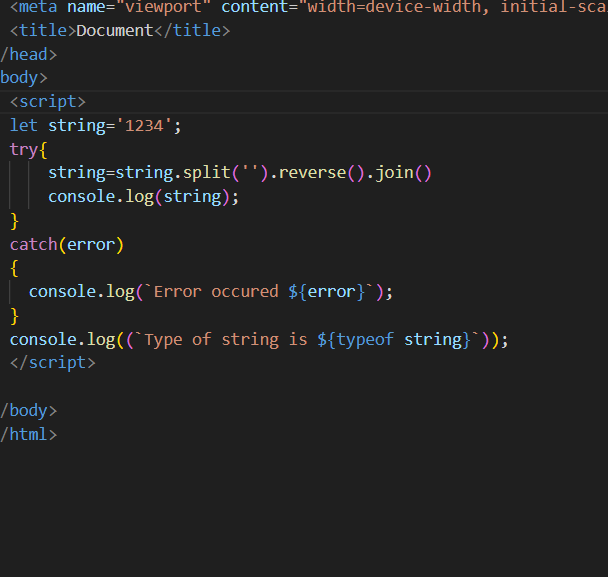 <meta name="viewport" content="width=device-width, initial-sca
<title>Document</title>
/head>
body>
<script>
let string='1234';
try{
string=string.split('').reverse().join()
console.log(string);
}
catch(error)
{
console.log(`Error occured ${error}`);
}
console.log((`Type of string is ${typeof string}`));
</script>
/body>
/html>